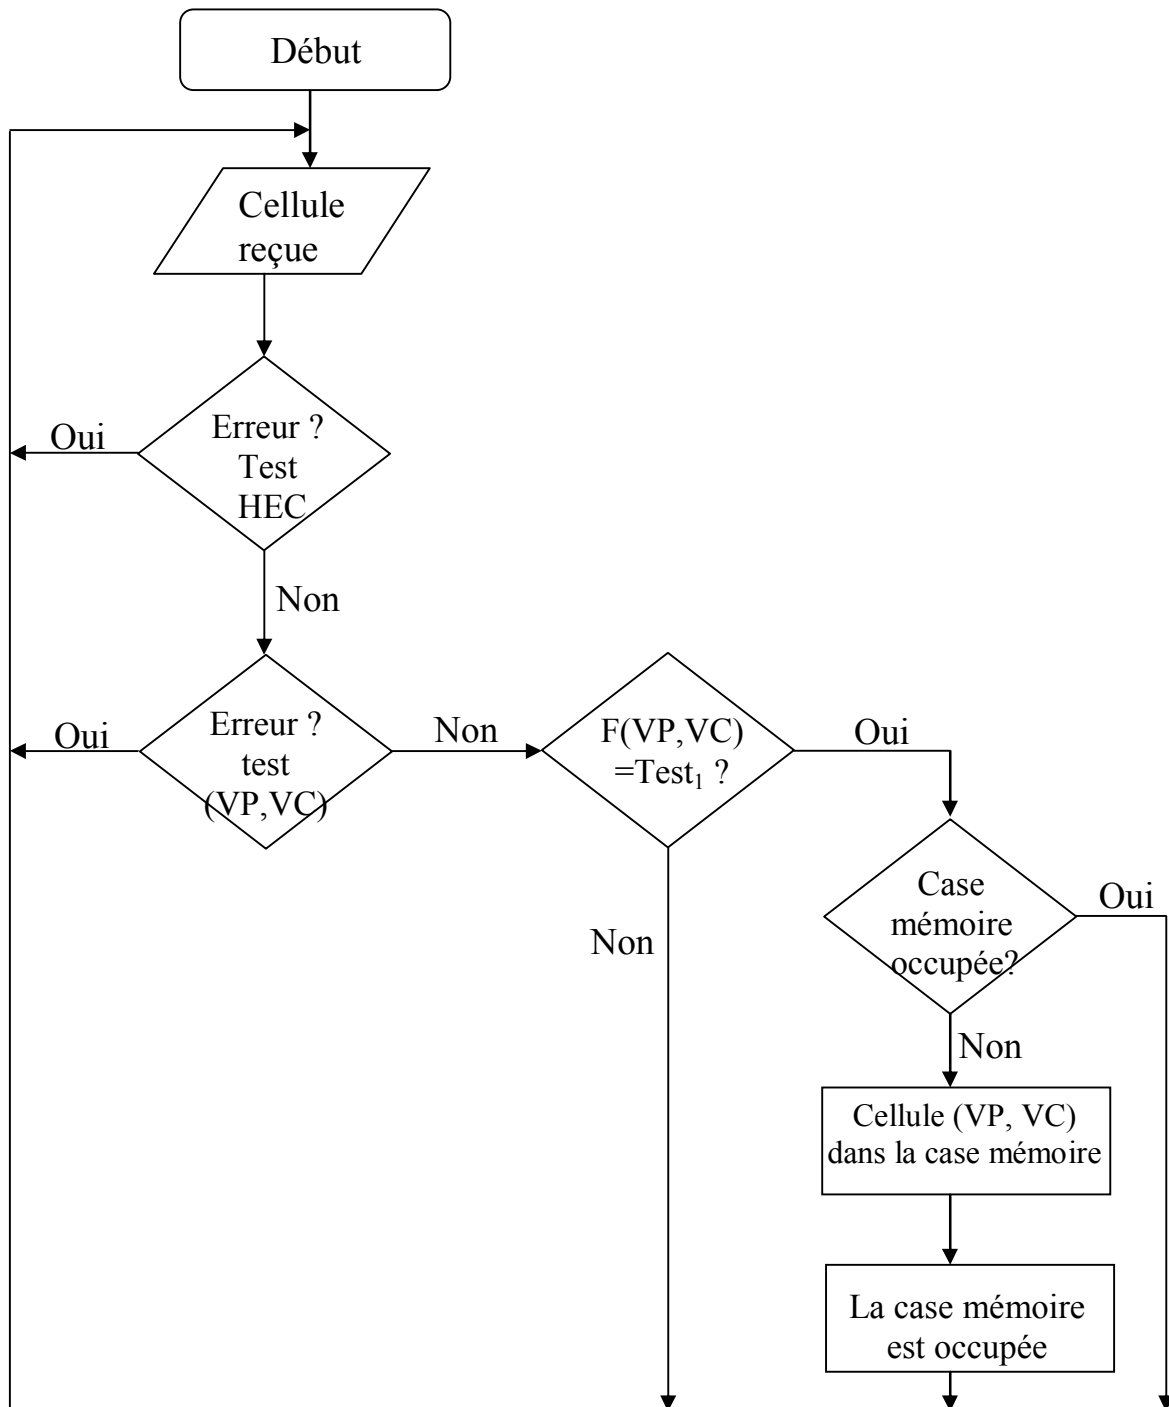 Début
Cellule
reçue
Erreur ?
Test
HEC
Oui
Non
Erreur ?
test
(VP,VC)
Oui
Non
F(VP,VC)
=Test₁ ?
Oui
Non
Case
mémoire
occupée?
Oui
Non
Cellule (VP, VC)
dans la case mémoire
La case mémoire
est occupée